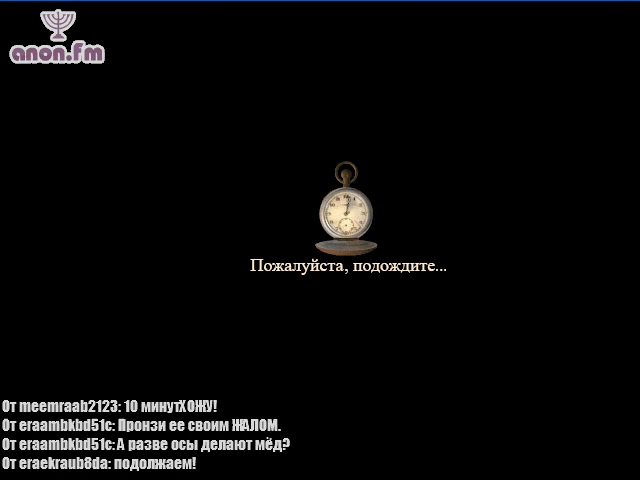 anon.fm
Пожалуйста, подождите...
От meemraab2123: 10 минутХОЖУ!
От eraambkbd51c: Пронзи ее своим ЖАЛОМ.
От eraambkbd51c: А разве осы делают мёд?
От eraekraub8da: подолжаем!